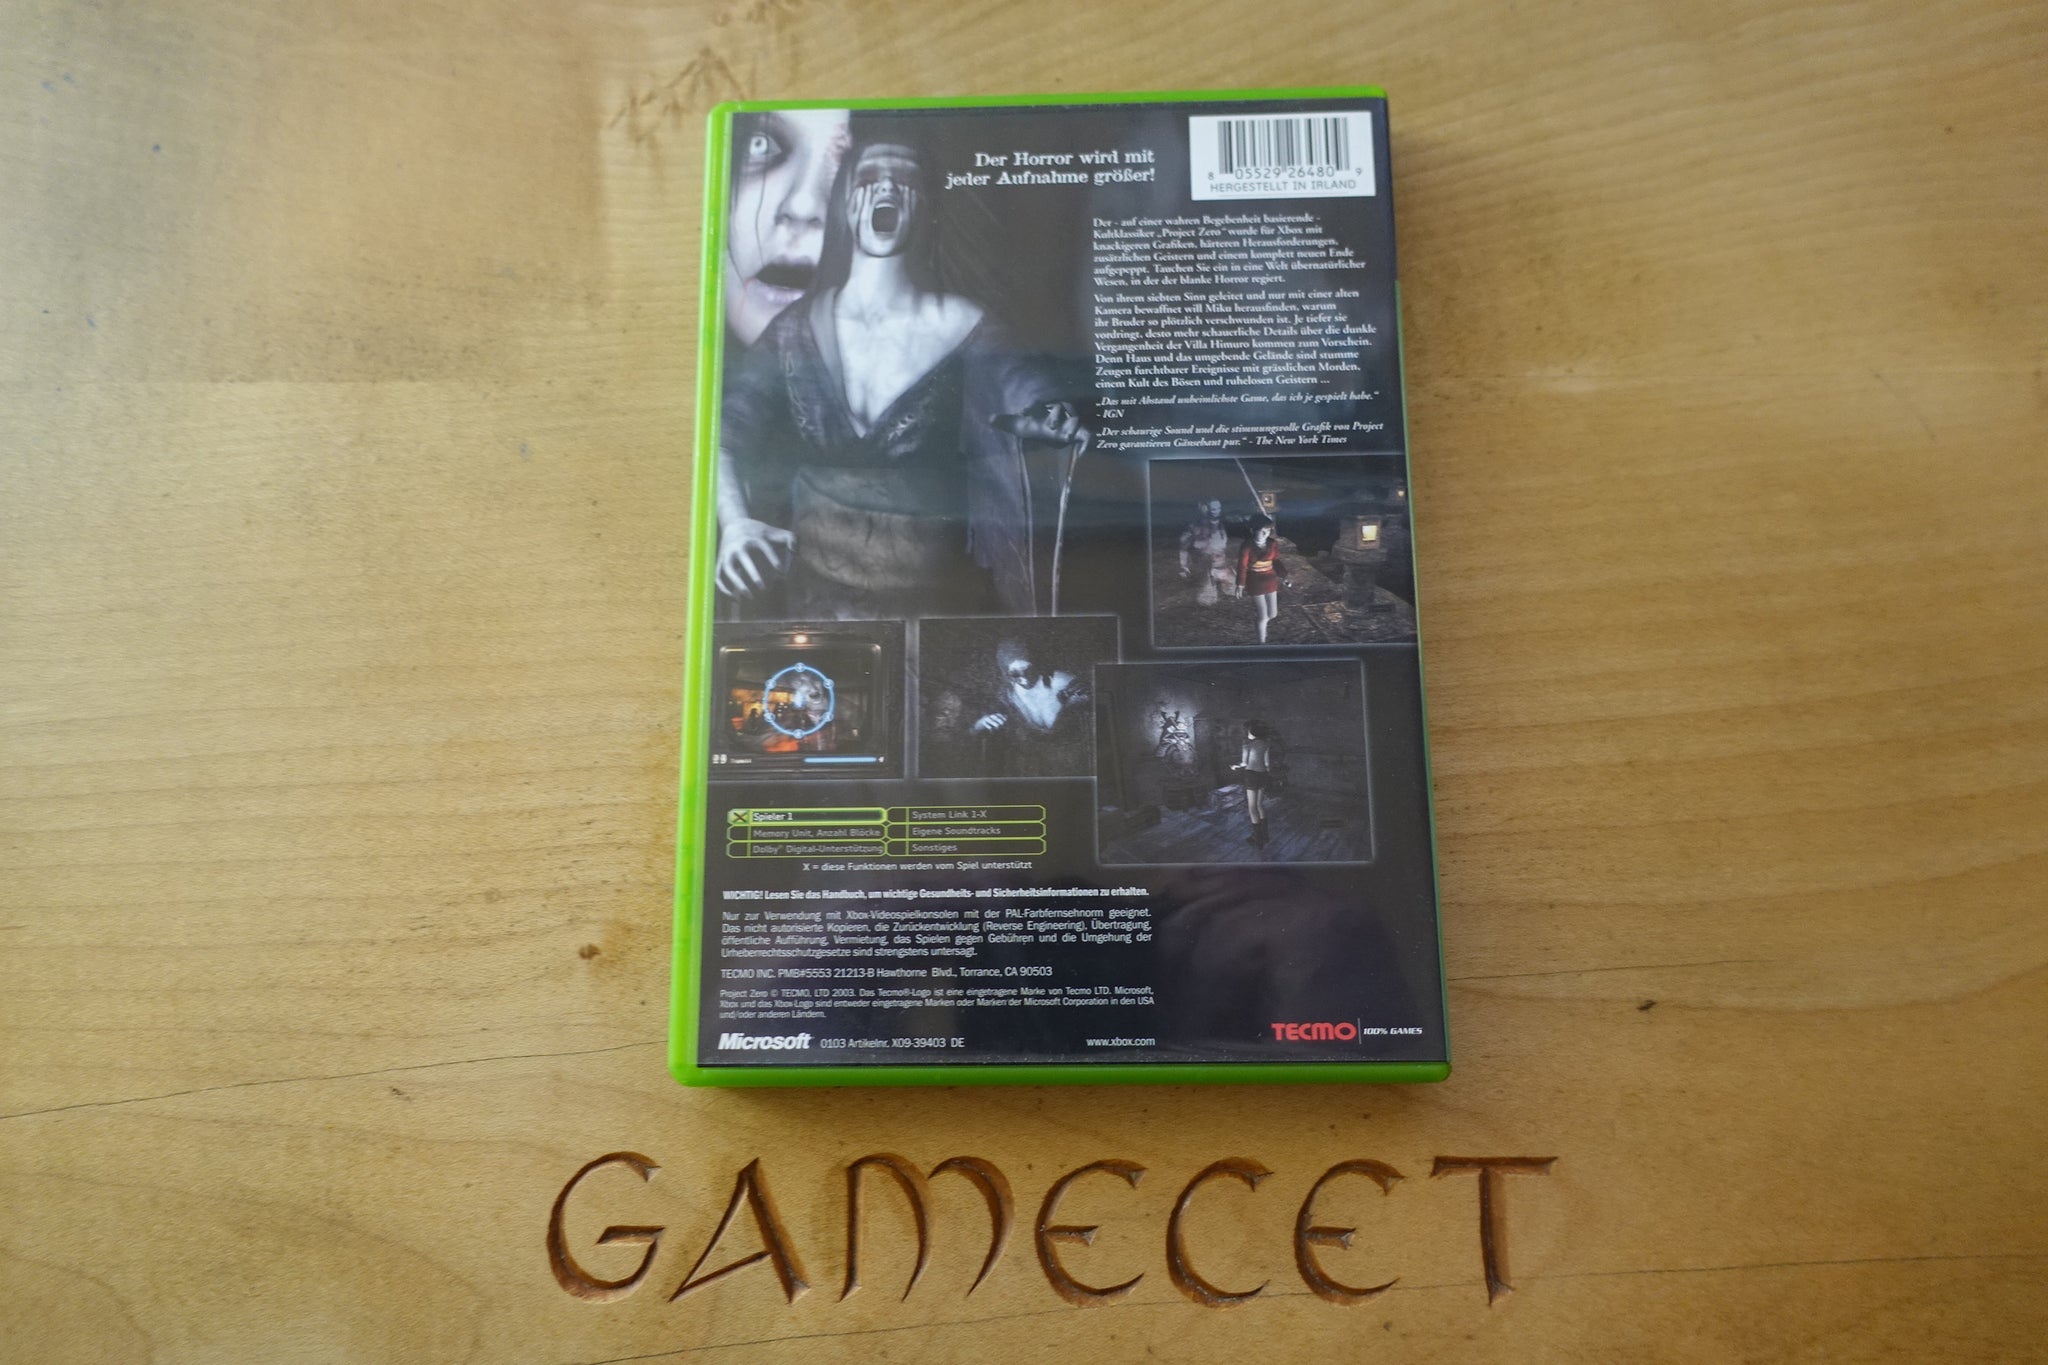 Der Horror wird mit
jeder Aufnahme größer!
8 05529 26480 9
HERGESTELLT IN IRLAND
Der - auf einer wahren Begebenheit basierende -
Kultklassiker „Project Zero" wurde für Xbox mit
knackigeren Grafiken, härteren Herausforderungen,
zusätzlichen Geistern und einem komplett neuen Ende
aufgepeppt. Tauchen Sie ein in eine Welt übernatürlicher
Wesen, in der der blanke Horror regiert.
Von ihrem siebten Sinn geleitet und nur mit einer alten
Kamera bewaffnet will Miku herausfinden, warum
ihr Bruder so plötzlich verschwunden ist. Je tiefer sie
vordringt, desto mehr schauerliche Details über die dunkle
Vergangenheit der Villa Himuro kommen zum Vorschein.
Denn Haus und das umgebende Gelände sind stumme
Zeugen furchtbarer Ereignisse mit grässlichen Morden,
einem Kult des Bösen und ruhelosen Geistern ...
„Das mit Abstand unheimlichste Game, das ich je gespielt habe."
- IGN
„Der schaurige Sound und die stimmungsvolle Grafik von Project
Zero garantieren Gänsehaut pur." - The New York Times
X Spieler 1
System Link 1-X
Memory Unit, Anzahl Blöcke
Eigene Soundtracks
Dolby® Digital-Unterstützung
Sonstiges
X = diese Funktionen werden vom Spiel unterstützt
WICHTIG! Lesen Sie das Handbuch, um wichtige Gesundheits- und Sicherheitsinformationen zu erhalten.
Nur zur Verwendung mit Xbox-Videospielkonsolen mit der PAL-Farbfernsehnorm geeignet.
Das nicht autorisierte Kopieren, die Zurückentwicklung (Reverse Engineering), Übertragung,
öffentliche Aufführung, Vermietung, das Spielen gegen Gebühren und die Umgehung der
Urheberrechtsschutzgesetze sind strengstens untersagt.
TECMO INC. PMB#5553 21213-B Hawthorne Blvd., Torrance, CA 90503
Project Zero © TECMO, LTD 2003. Das Tecmo®-Logo ist eine eingetragene Marke von Tecmo LTD. Microsoft,
Xbox und das Xbox-Logo sind entweder eingetragene Marken oder Marken der Microsoft Corporation in den USA
und/oder anderen Ländern.
Microsoft 0103 Artikelnr. X09-39403 DE
www.xbox.com
TECMO 100% GAMES
GAMECET